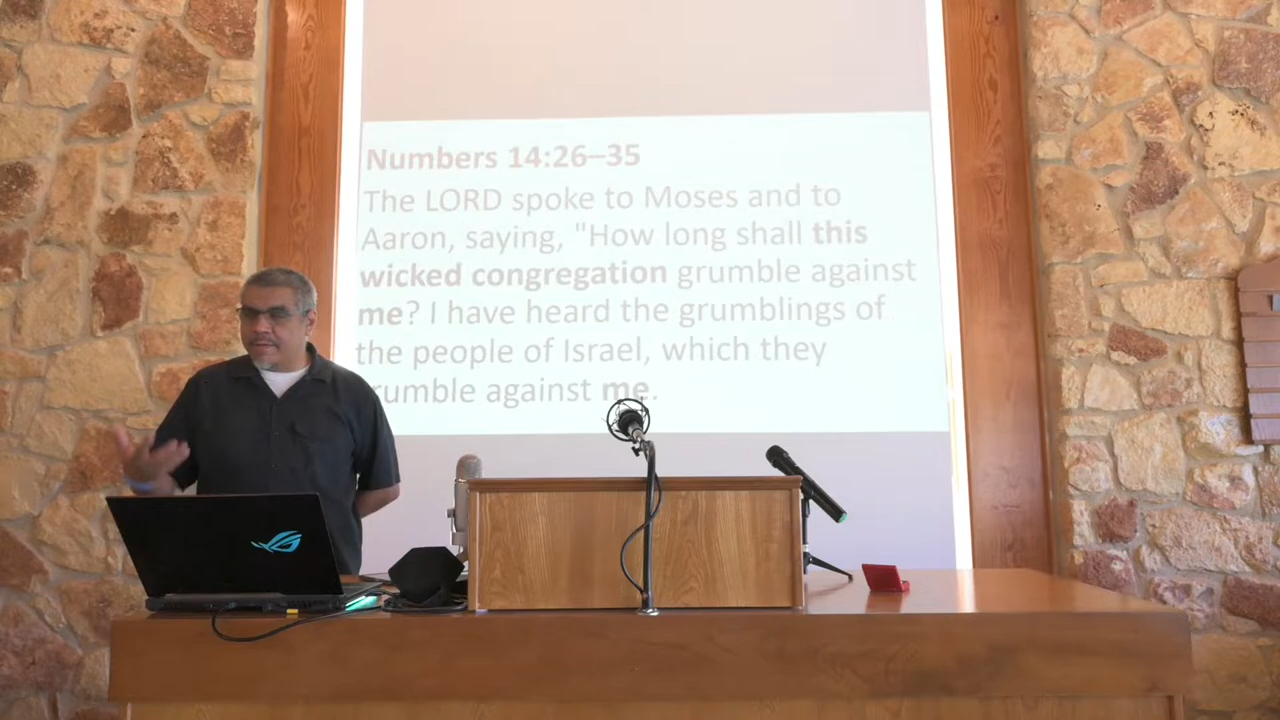 Numbers 14:26–35
The LORD spoke to Moses and to
Aaron, saying, "How long shall this
wicked congregation grumble against
me? I have heard the grumblings of
the people of Israel, which they
rumble against me.